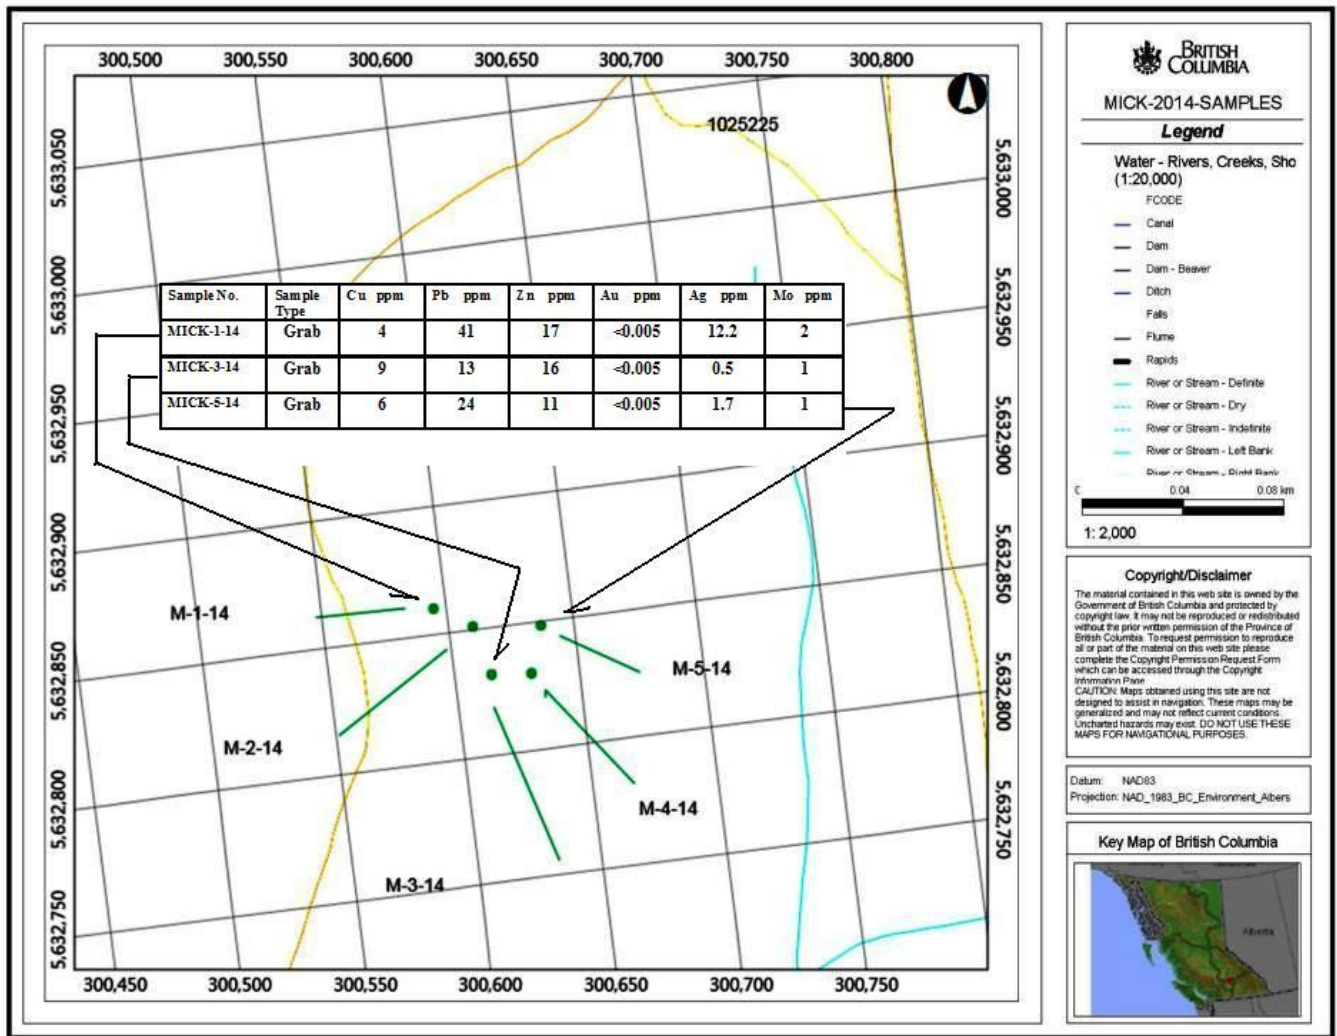 300,500 300,550 300,600 300,650 300,700 300,750 300,800
1025225
5,633,050
5,633,000
5,632,950
5,632,900
5,632,850
5,632,800
5,632,750
5,633,000
5,632,950
5,632,900
5,632,850
5,632,800
5,632,750
Sample No. Sample Type Cu ppm Pb ppm Zn ppm Au ppm Ag ppm Mo ppm
MICK-1-14 Grab 4 41 17 <0.005 12.2 2
MICK-3-14 Grab 9 13 16 <0.005 0.5 1
MICK-5-14 Grab 6 24 11 <0.005 1.7 1
M-1-14
M-5-14
M-2-14
M-4-14
M-3-14
300,450 300,500 300,550 300,600 300,650 300,700 300,750
BRITISH
COLUMBIA
MICK-2014-SAMPLES
Legend
Water - Rivers, Creeks, Sho
(1:20,000)
FCODE
Canal
Dam
Dam - Beaver
Ditch
Falls
Flume
Rapids
River or Stream - Definite
River or Stream - Dry
River or Stream - Indefinite
River or Stream - Left Bank
River or Stream - Right Bank
0.04 0.08 km
1: 2,000
Copyright/Disclaimer
The material contained in this web site is owned by the
Government of British Columbia and protected by
copyright law. It may not be reproduced or redistributed
without the prior written permission of the Province of
British Columbia. To request permission to reproduce
all or part of the material on this web site please
complete the Copyright Permission Request Form
which can be accessed through the Copyright
Information Page
CAUTION: Maps obtained using this site are not
designed to assist in navigation. These maps may be
generalized and may not reflect current conditions.
Uncharted hazards may exist. DO NOT USE THESE
MAPS FOR NAVIGATIONAL PURPOSES.
Datum: NAD83
Projection: NAD_1983_BC_Environment_Albers
Key Map of British Columbia
Alberta